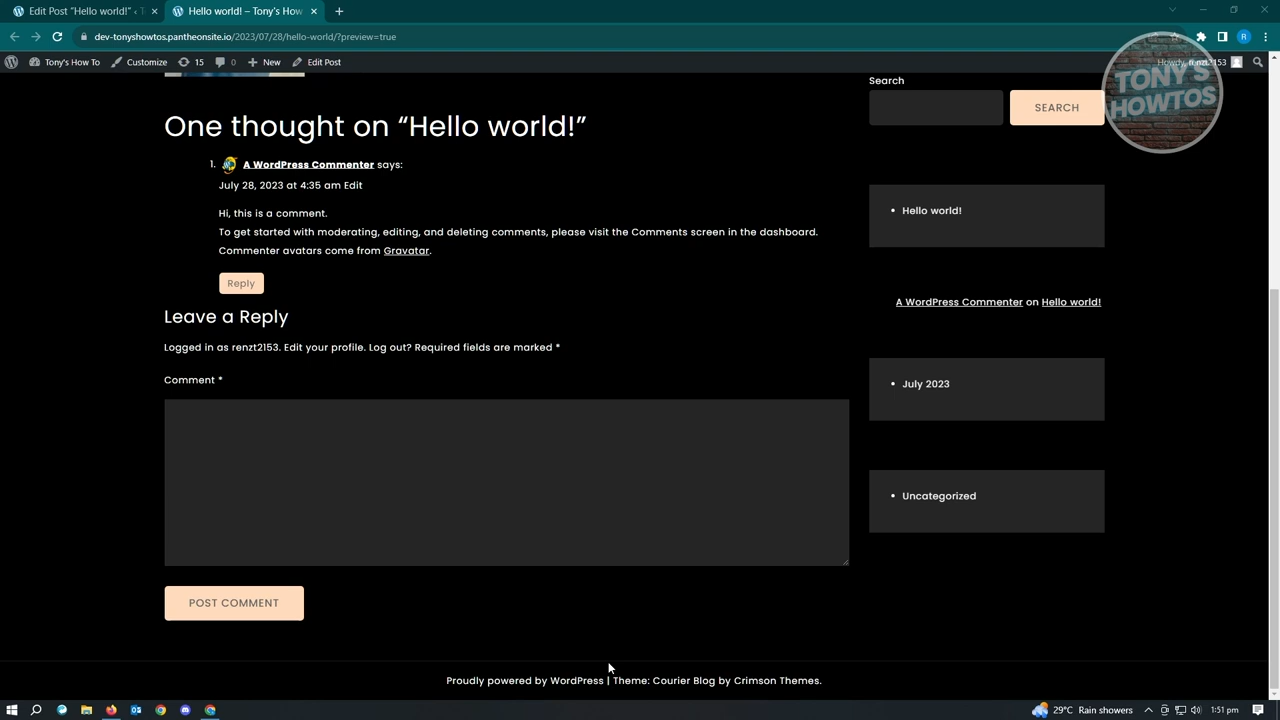 Edit Post “Hello world!” ‹ T
Hello world! – Tony's How
dev-tonyshowtos.pantheonsite.io/2023/07/28/hello-world/?preview=true
R
Tony's How To
Customize
15
0
New
Edit Post
Howdy, renzt2153
TONY'S
HOWTOS
Search
SEARCH
One thought on “Hello world!”
1. A WordPress Commenter says:
July 28, 2023 at 4:35 am Edit
Hi, this is a comment.
To get started with moderating, editing, and deleting comments, please visit the Comments screen in the dashboard.
Commenter avatars come from Gravatar.
Reply
Leave a Reply
Logged in as renzt2153. Edit your profile. Log out? Required fields are marked *
Comment *
POST COMMENT
• Hello world!
A WordPress Commenter on Hello world!
• July 2023
• Uncategorized
Proudly powered by WordPress | Theme: Courier Blog by Crimson Themes.
29°C Rain showers
1:51 pm